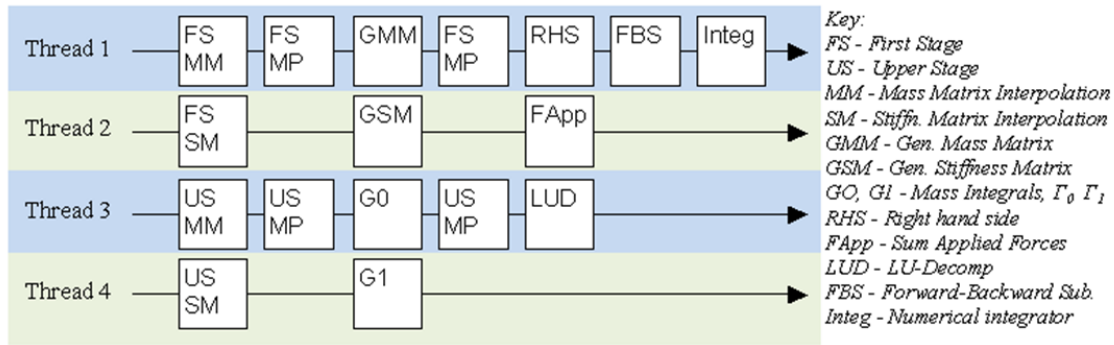 Thread 1
FS
MM
FS
MP
GMM
FS
MP
RHS
FBS
Integ
Thread 2
FS
SM
GSM
FApp
Thread 3
US
MM
US
MP
G0
US
MP
LUD
Thread 4
US
SM
G1
Key:
FS - First Stage
US - Upper Stage
MM - Mass Matrix Interpolation
SM - Stiffn. Matrix Interpolation
GMM - Gen. Mass Matrix
GSM - Gen. Stiffness Matrix
GO, G1 - Mass Integrals, Γ₀ Γ₁
RHS - Right hand side
FApp - Sum Applied Forces
LUD - LU-Decomp
FBS - Forward-Backward Sub.
Integ - Numerical integrator